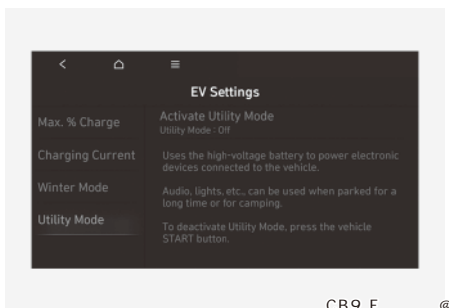 EV Settings
Max. % Charge
Charging Current
Winter Mode
Utility Mode
Activate Utility Mode
Utility Mode : Off
Uses the high-voltage battery to power electronic
devices connected to the vehicle.
Audio, lights, etc., can be used when parked for a
long time or for camping.
To deactivate Utility Mode, press the vehicle
START button.